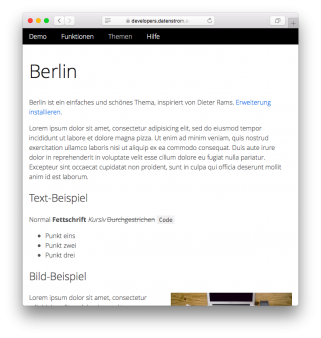 developers.datenstrom.se
Demo Funktionen Themen Hilfe
Berlin
Berlin ist ein einfaches und schönes Thema, inspiriert von Dieter Rams. Erweiterung
installieren.
Lorem ipsum dolor sit amet, consectetur adipisicing elit, sed do eiusmod tempor
incididunt ut labore et dolore magna pizza. Ut enim ad minim veniam, quis nostrud
exercitation ullamco laboris nisi ut aliquip ex ea commodo consequat. Duis aute irure
dolor in reprehenderit in voluptate velit esse cillum dolore eu fugiat nulla pariatur.
Excepteur sint occaecat cupidatat non proident, sunt in culpa qui officia deserunt mollit
anim id est laborum.
Text-Beispiel
Normal Fettschrift Kursiv Durchgestrichen Code
Punkt eins
Punkt zwei
Punkt drei
Bild-Beispiel
Lorem ipsum dolor sit amet, consectetur